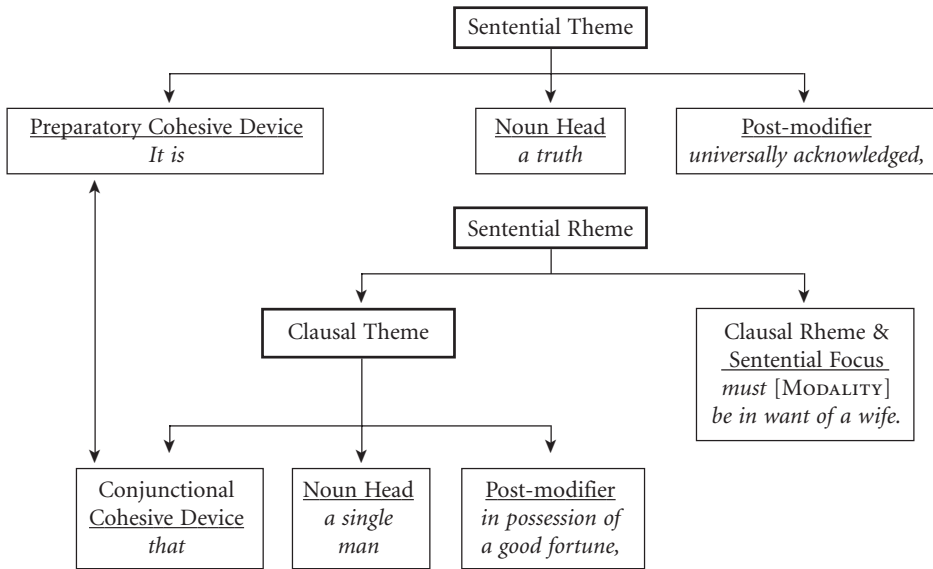 Sentential Theme
Preparatory Cohesive Device
It is
Noun Head
a truth
Post-modifier
universally acknowledged,
Sentential Rheme
Clausal Theme
Clausal Rheme &
Sentential Focus
must [MODALITY]
be in want of a wife.
Conjunctional
Cohesive Device
that
Noun Head
a single
man
Post-modifier
in possession of
a good fortune,